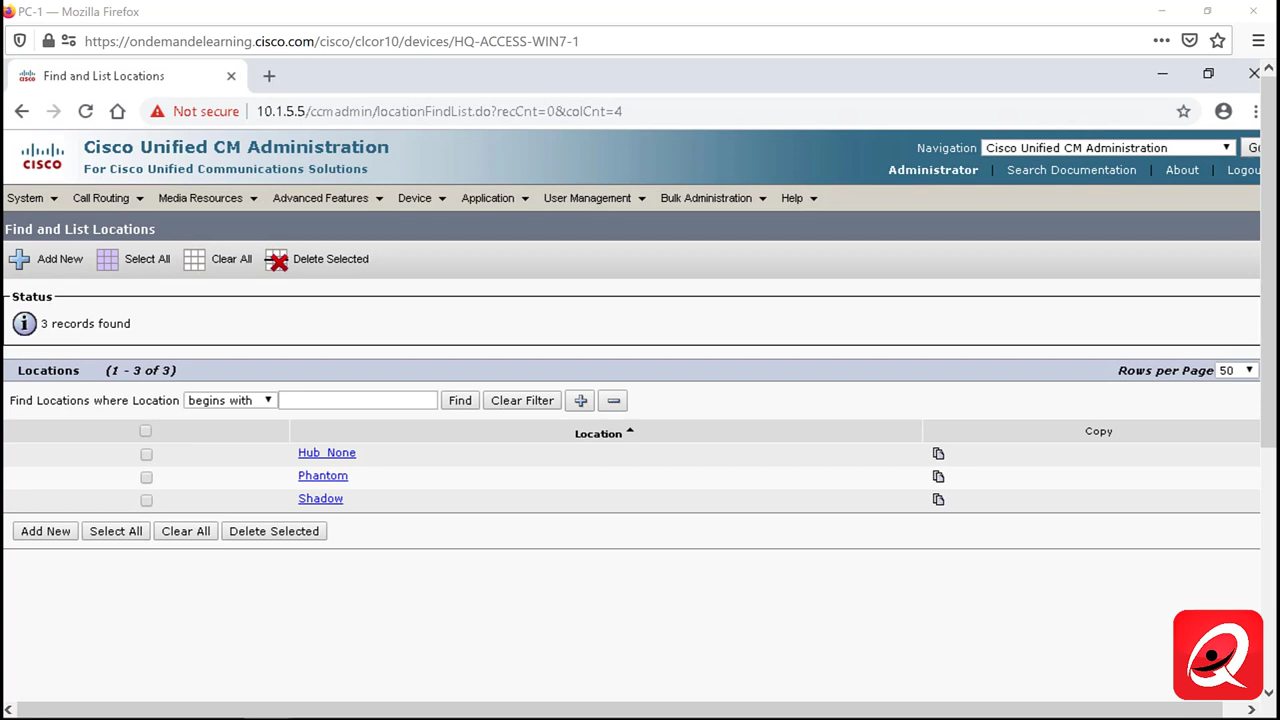 PC-1 — Mozilla Firefox
https://ondemandelearning.cisco.com/cisco/clcor10/devices/HQ-ACCESS-WIN7-1
Find and List Locations
Not secure 10.1.5.5/ccmadmin/locationFindList.do?recCnt=0&colCnt=4
CISCO
Cisco Unified CM Administration
For Cisco Unified Communications Solutions
Navigation Cisco Unified CM Administration Go
Administrator | Search Documentation | About | Logou
System Call Routing Media Resources Advanced Features Device Application User Management Bulk Administration Help
Find and List Locations
Add New Select All Clear All Delete Selected
Status
3 records found
Locations (1 - 3 of 3) Rows per Page 50
Find Locations where Location begins with Find Clear Filter
Location Copy
Hub_None
Phantom
Shadow
Add New Select All Clear All Delete Selected